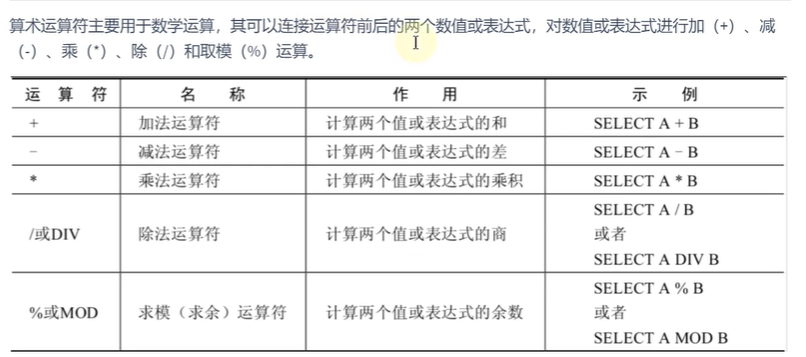 算术运算符主要用于数学运算，其可以连接运算符前后的两个数值或表达式，对数值或表达式进行加（+）、减
（-）、乘（*）、除（/）和取模（%）运算。
运 算 符 名 称 作 用 示 例
+ 加法运算符 计算两个值或表达式的和 SELECT A + B
− 减法运算符 计算两个值或表达式的差 SELECT A − B
* 乘法运算符 计算两个值或表达式的乘积 SELECT A * B
/或DIV 除法运算符 计算两个值或表达式的商 SELECT A / B
或者
SELECT A DIV B
%或MOD 求模（求余）运算符 计算两个值或表达式的余数 SELECT A % B
或者
SELECT A MOD B